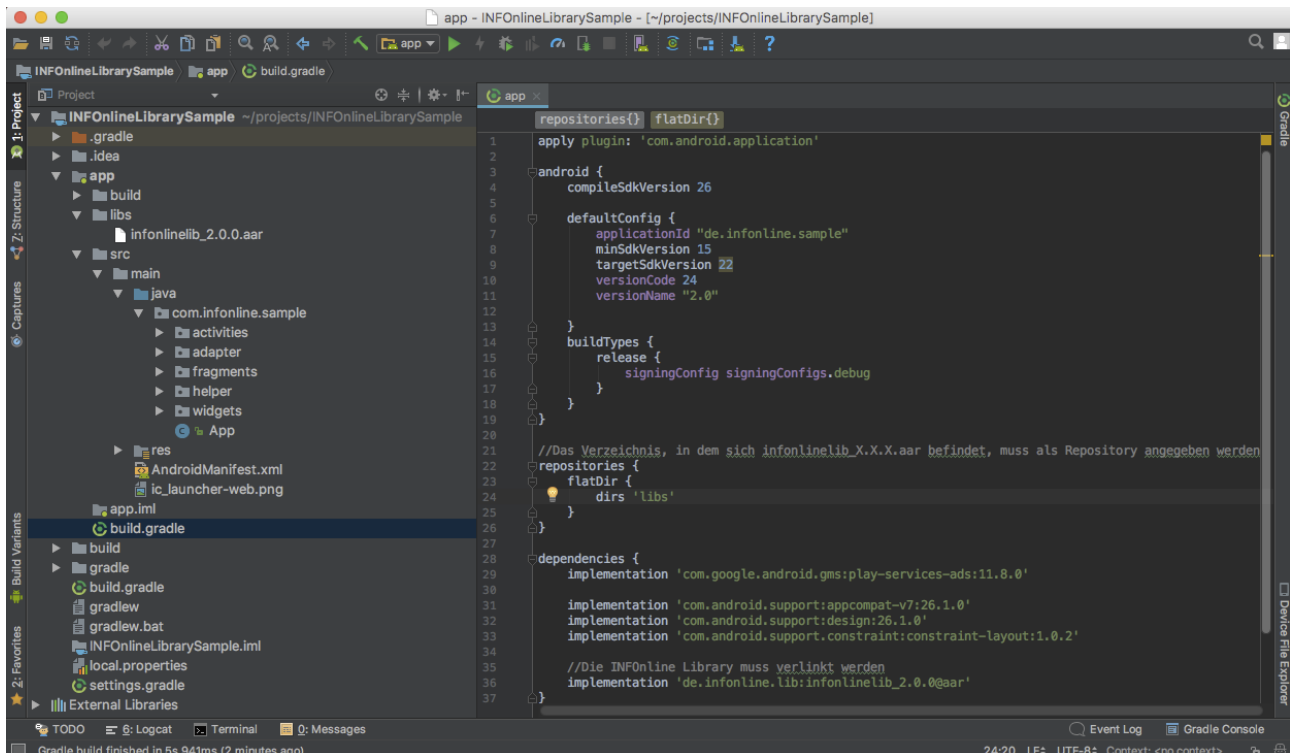 app - INFOnlineLibrarySample - [~/projects/INFOnlineLibrarySample]
app
INFOnlineLibrarySample app build.gradle
Project
app
1: Project
Z: Structure
Captures
Build Variants
2: Favorites
INFOnlineLibrarySample ~/projects/INFOnlineLibrarySample
.gradle
.idea
app
build
libs
infonlinelib_2.0.0.aar
src
main
java
com.infonline.sample
activities
adapter
fragments
helper
widgets
App
res
AndroidManifest.xml
ic_launcher-web.png
app.iml
build.gradle
build
gradle
build.gradle
gradlew
gradlew.bat
INFOnlineLibrarySample.iml
local.properties
settings.gradle
External Libraries
repositories{} flatDir{}
1 apply plugin: 'com.android.application'
2
3 android {
4 compileSdkVersion 26
5
6 defaultConfig {
7 applicationId "de.infonline.sample"
8 minSdkVersion 15
9 targetSdkVersion 22
10 versionCode 24
11 versionName "2.0"
12
13 }
14 buildTypes {
15 release {
16 signingConfig signingConfigs.debug
17 }
18 }
19 }
20
21 //Das Verzeichnis, in dem sich infonlinelib_X.X.X.aar befindet, muss als Repository angegeben werden
22 repositories {
23 flatDir {
24 dirs 'libs'
25 }
26 }
27
28 dependencies {
29 implementation 'com.google.android.gms:play-services-ads:11.8.0'
30
31 implementation 'com.android.support:appcompat-v7:26.1.0'
32 implementation 'com.android.support:design:26.1.0'
33 implementation 'com.android.support.constraint:constraint-layout:1.0.2'
34
35 //Die INFOnline Library muss verlinkt werden
36 implementation 'de.infonline.lib:infonlinelib_2.0.0@aar'
37 }
Gradle
Device File Explorer
TODO 6: Logcat Terminal 0: Messages Event Log Gradle Console
Gradle build finished in 5s 941ms (2 minutes ago) 24:20 LF÷ UTF-8÷ Context: <no context>